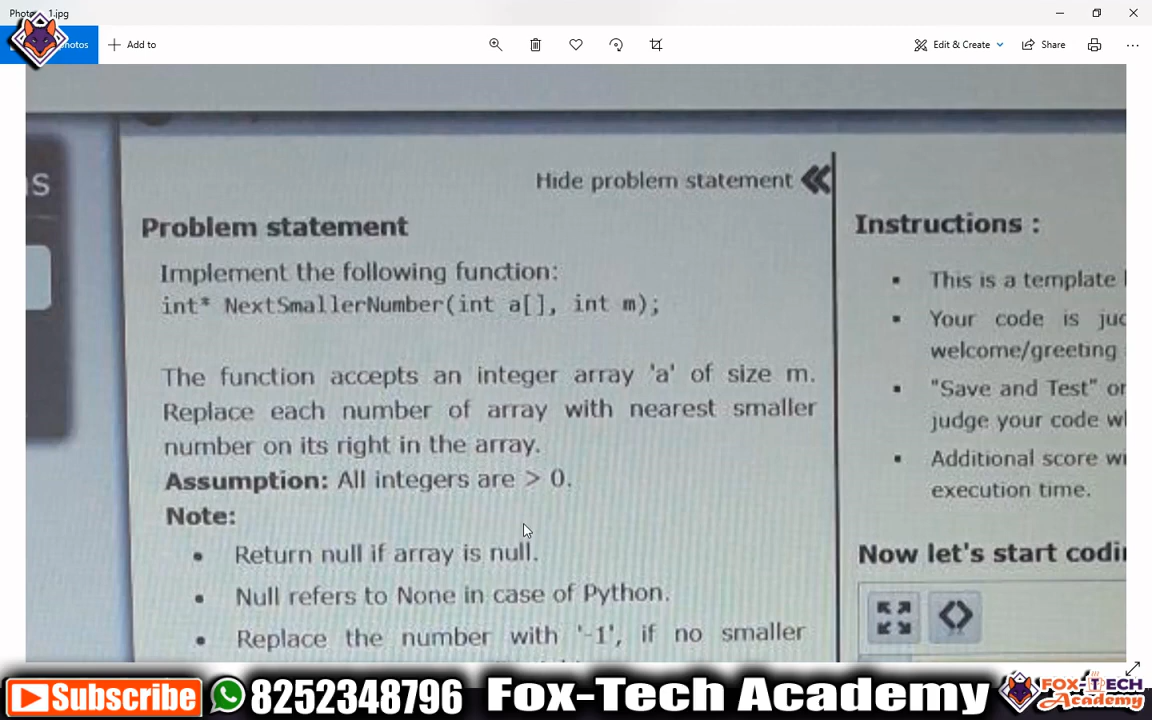 1.jpg
Add to
Edit & Create
Share
Hide problem statement
Problem statement
Implement the following function:
int* NextSmallerNumber(int a[], int m);
The function accepts an integer array 'a' of size m.
Replace each number of array with nearest smaller
number on its right in the array.
Assumption: All integers are > 0.
Note:
• Return null if array is null.
• Null refers to None in case of Python.
• Replace the number with '-1', if no smaller
Instructions :
▪ This is a template
▪ Your code is
welcome/greeting
▪ "Save and Test"
judge your code
▪ Additional score
execution time.
Now let's start
Subscribe
8252348796
Fox-Tech Academy
FOX-TECH
Academy